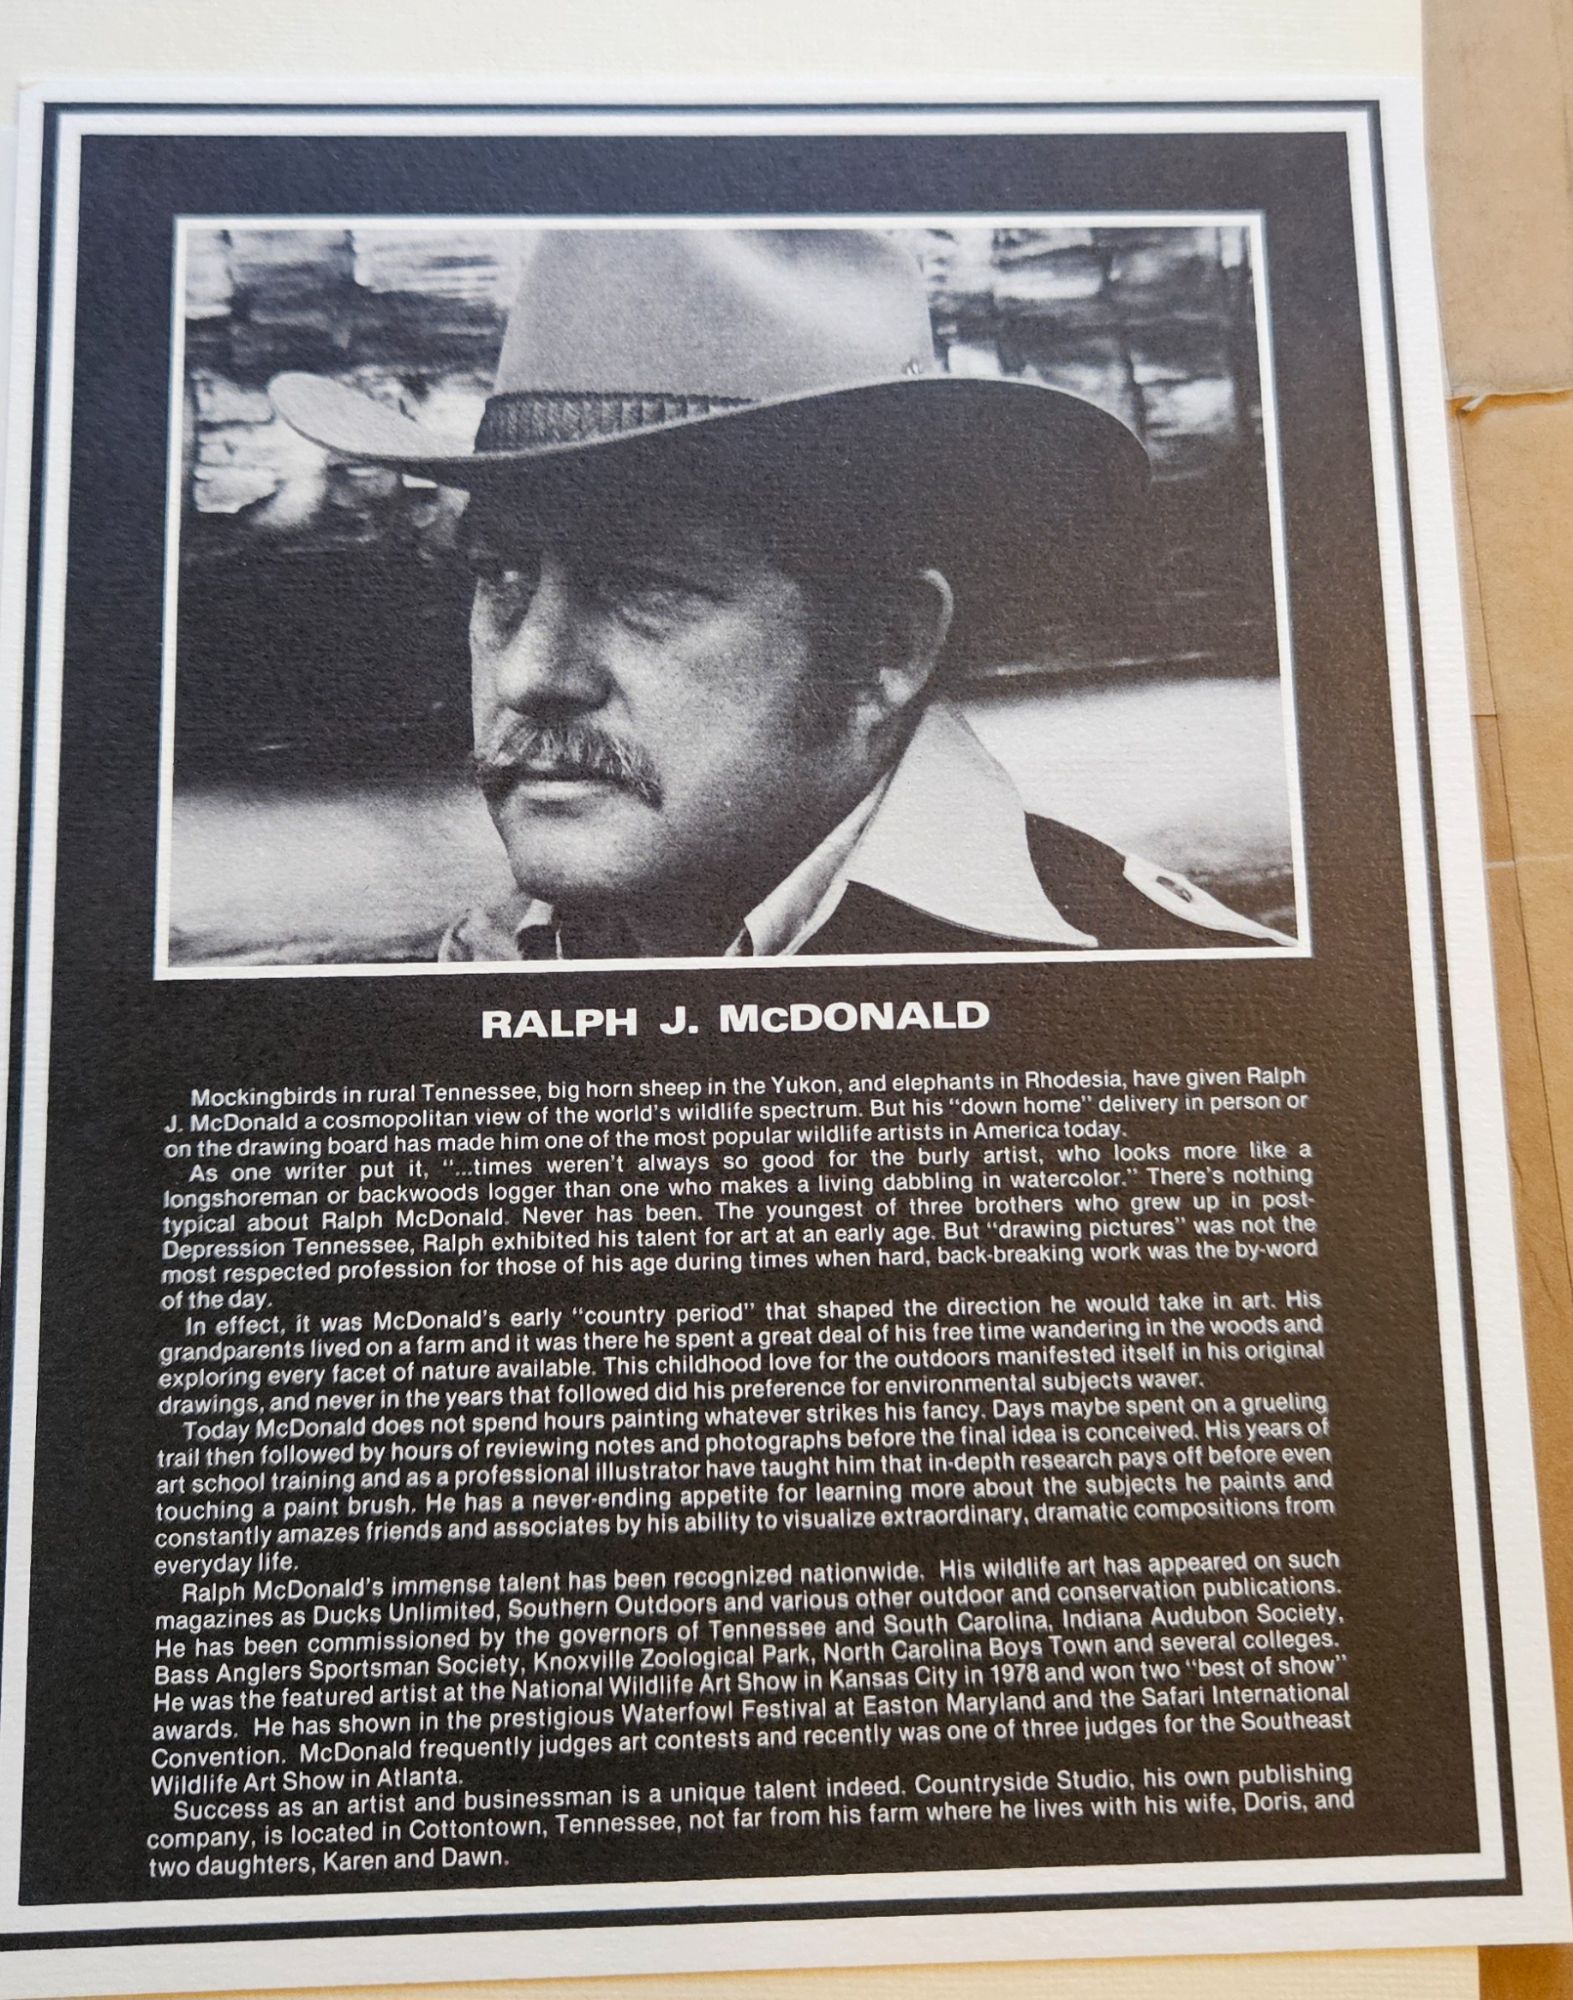 RALPH J. McDONALD
Mockingbirds in rural Tennessee, big horn sheep in the Yukon, and elephants in Rhodesia, have given Ralph
J. McDonald a cosmopolitan view of the world's wildlife spectrum. But his "down home" delivery in person or
on the drawing board has made him one of the most popular wildlife artists in America today.
As one writer put it, "...times weren't always so good for the burly artist, who looks more like a
longshoreman or backwoods logger than one who makes a living dabbling in watercolor." There's nothing
typical about Ralph McDonald. Never has been. The youngest of three brothers who grew up in post-
Depression Tennessee, Ralph exhibited his talent for art at an early age. But "drawing pictures" was not the
most respected profession for those of his age during times when hard, back-breaking work was the by-word
of the day.
In effect, it was McDonald's early "country period" that shaped the direction he would take in art. His
grandparents lived on a farm and it was there he spent a great deal of his free time wandering in the woods and
exploring every facet of nature available. This childhood love for the outdoors manifested itself in his original
drawings, and never in the years that followed did his preference for environmental subjects waver.
Today McDonald does not spend hours painting whatever strikes his fancy. Days maybe spent on a grueling
trail then followed by hours of reviewing notes and photographs before the final idea is conceived. His years of
art school training and as a professional illustrator have taught him that in-depth research pays off before even
touching a paint brush. He has a never-ending appetite for learning more about the subjects he paints and
constantly amazes friends and associates by his ability to visualize extraordinary, dramatic compositions from
everyday life.
Ralph McDonald's immense talent has been recognized nationwide. His wildlife art has appeared on such
magazines as Ducks Unlimited, Southern Outdoors and various other outdoor and conservation publications.
He has been commissioned by the governors of Tennessee and South Carolina, Indiana Audubon Society,
Bass Anglers Sportsman Society, Knoxville Zoological Park, North Carolina Boys Town and several colleges.
He was the featured artist at the National Wildlife Art Show in Kansas City in 1978 and won two "best of show"
awards. He has shown in the prestigious Waterfowl Festival at Easton Maryland and the Safari International
Convention. McDonald frequently judges art contests and recently was one of three judges for the Southeast
Wildlife Art Show in Atlanta.
Success as an artist and businessman is a unique talent indeed. Countryside Studio, his own publishing
company, is located in Cottontown, Tennessee, not far from his farm where he lives with his wife, Doris, and
two daughters, Karen and Dawn.